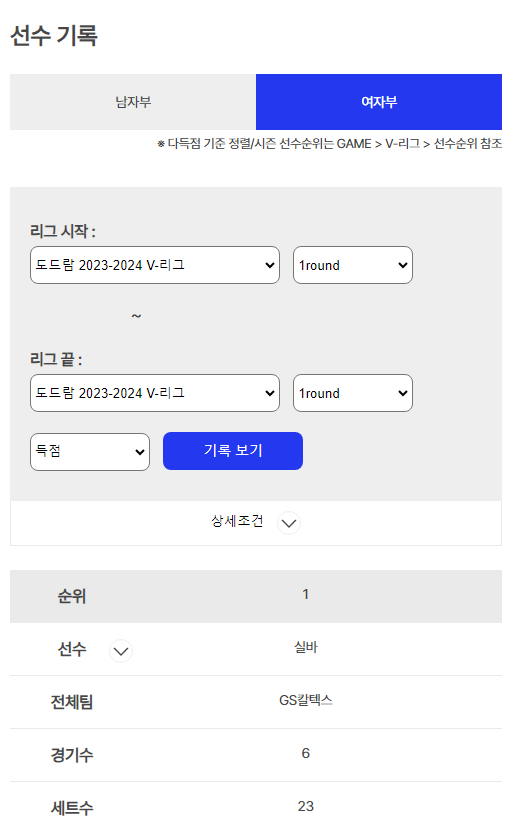 선수 기록
남자부 여자부
※ 다득점 기준 정렬/시즌 선수순위는 GAME > V-리그 > 선수순위 참조
리그 시작 :
도드람 2023-2024 V-리그 1round
~
리그 끝 :
도드람 2023-2024 V-리그 1round
득점 기록 보기
상세조건
순위 1
선수 실바
전체팀 GS칼텍스
경기수 6
세트수 23